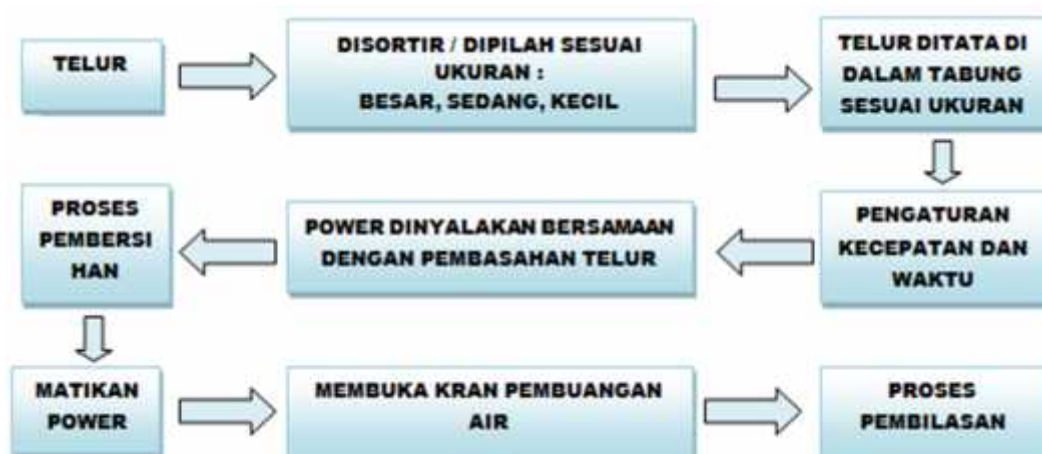 TELUR
DISORTIR / DIPILAH SESUAI
UKURAN :
BESAR, SEDANG, KECIL
TELUR DITATA DI
DALAM TABUNG
SESUAI UKURAN
PENGATURAN
KECEPATAN DAN
WAKTU
POWER DINYALAKAN BERSAMAAN
DENGAN PEMBASAHAN TELUR
PROSES
PEMBERSI
HAN
MATIKAN
POWER
MEMBUKA KRAN PEMBUANGAN
AIR
PROSES
PEMBILASAN